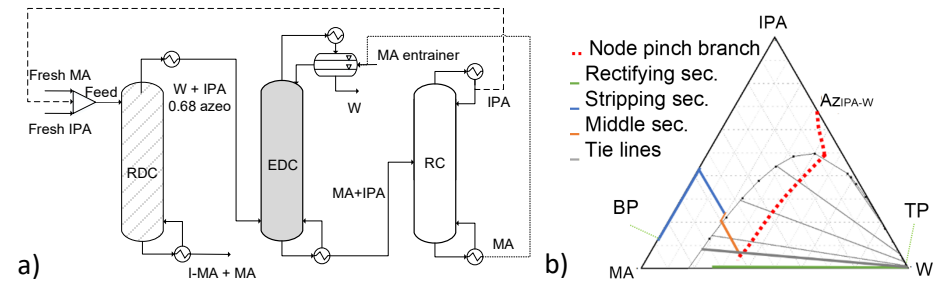 Fresh MA
Feed
Fresh IPA
RDC
W + IPA
0.68 azeo
I-MA + MA
EDC
MA entrainer
W
MA+IPA
RC
IPA
MA
a)
IPA
Node pinch branch
Rectifying sec.
Stripping sec.
Middle sec.
Tie lines
AzIPA-W
BP
TP
MA
W
b)